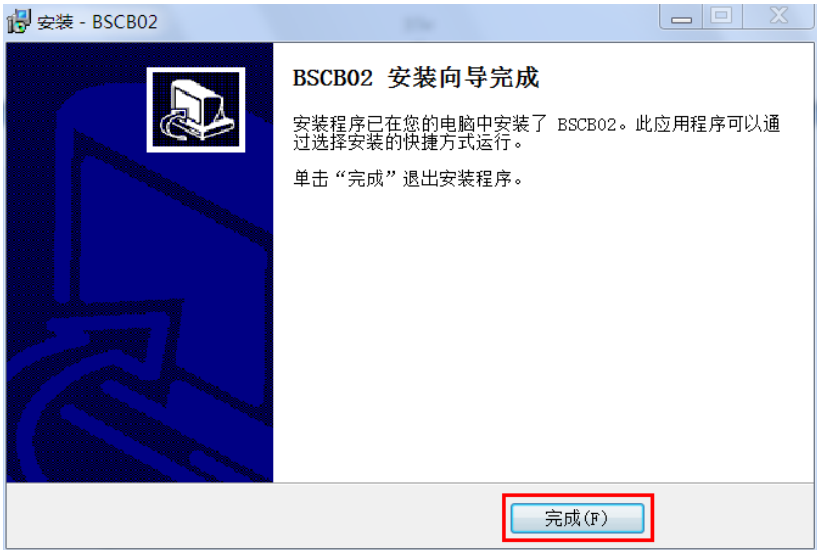 安装 - BSCB02
BSCB02 安装向导完成
安装程序已在您的电脑中安装了 BSCB02。此应用程序可以通
过选择安装的快捷方式运行。
单击“完成”退出安装程序。
完成(F)